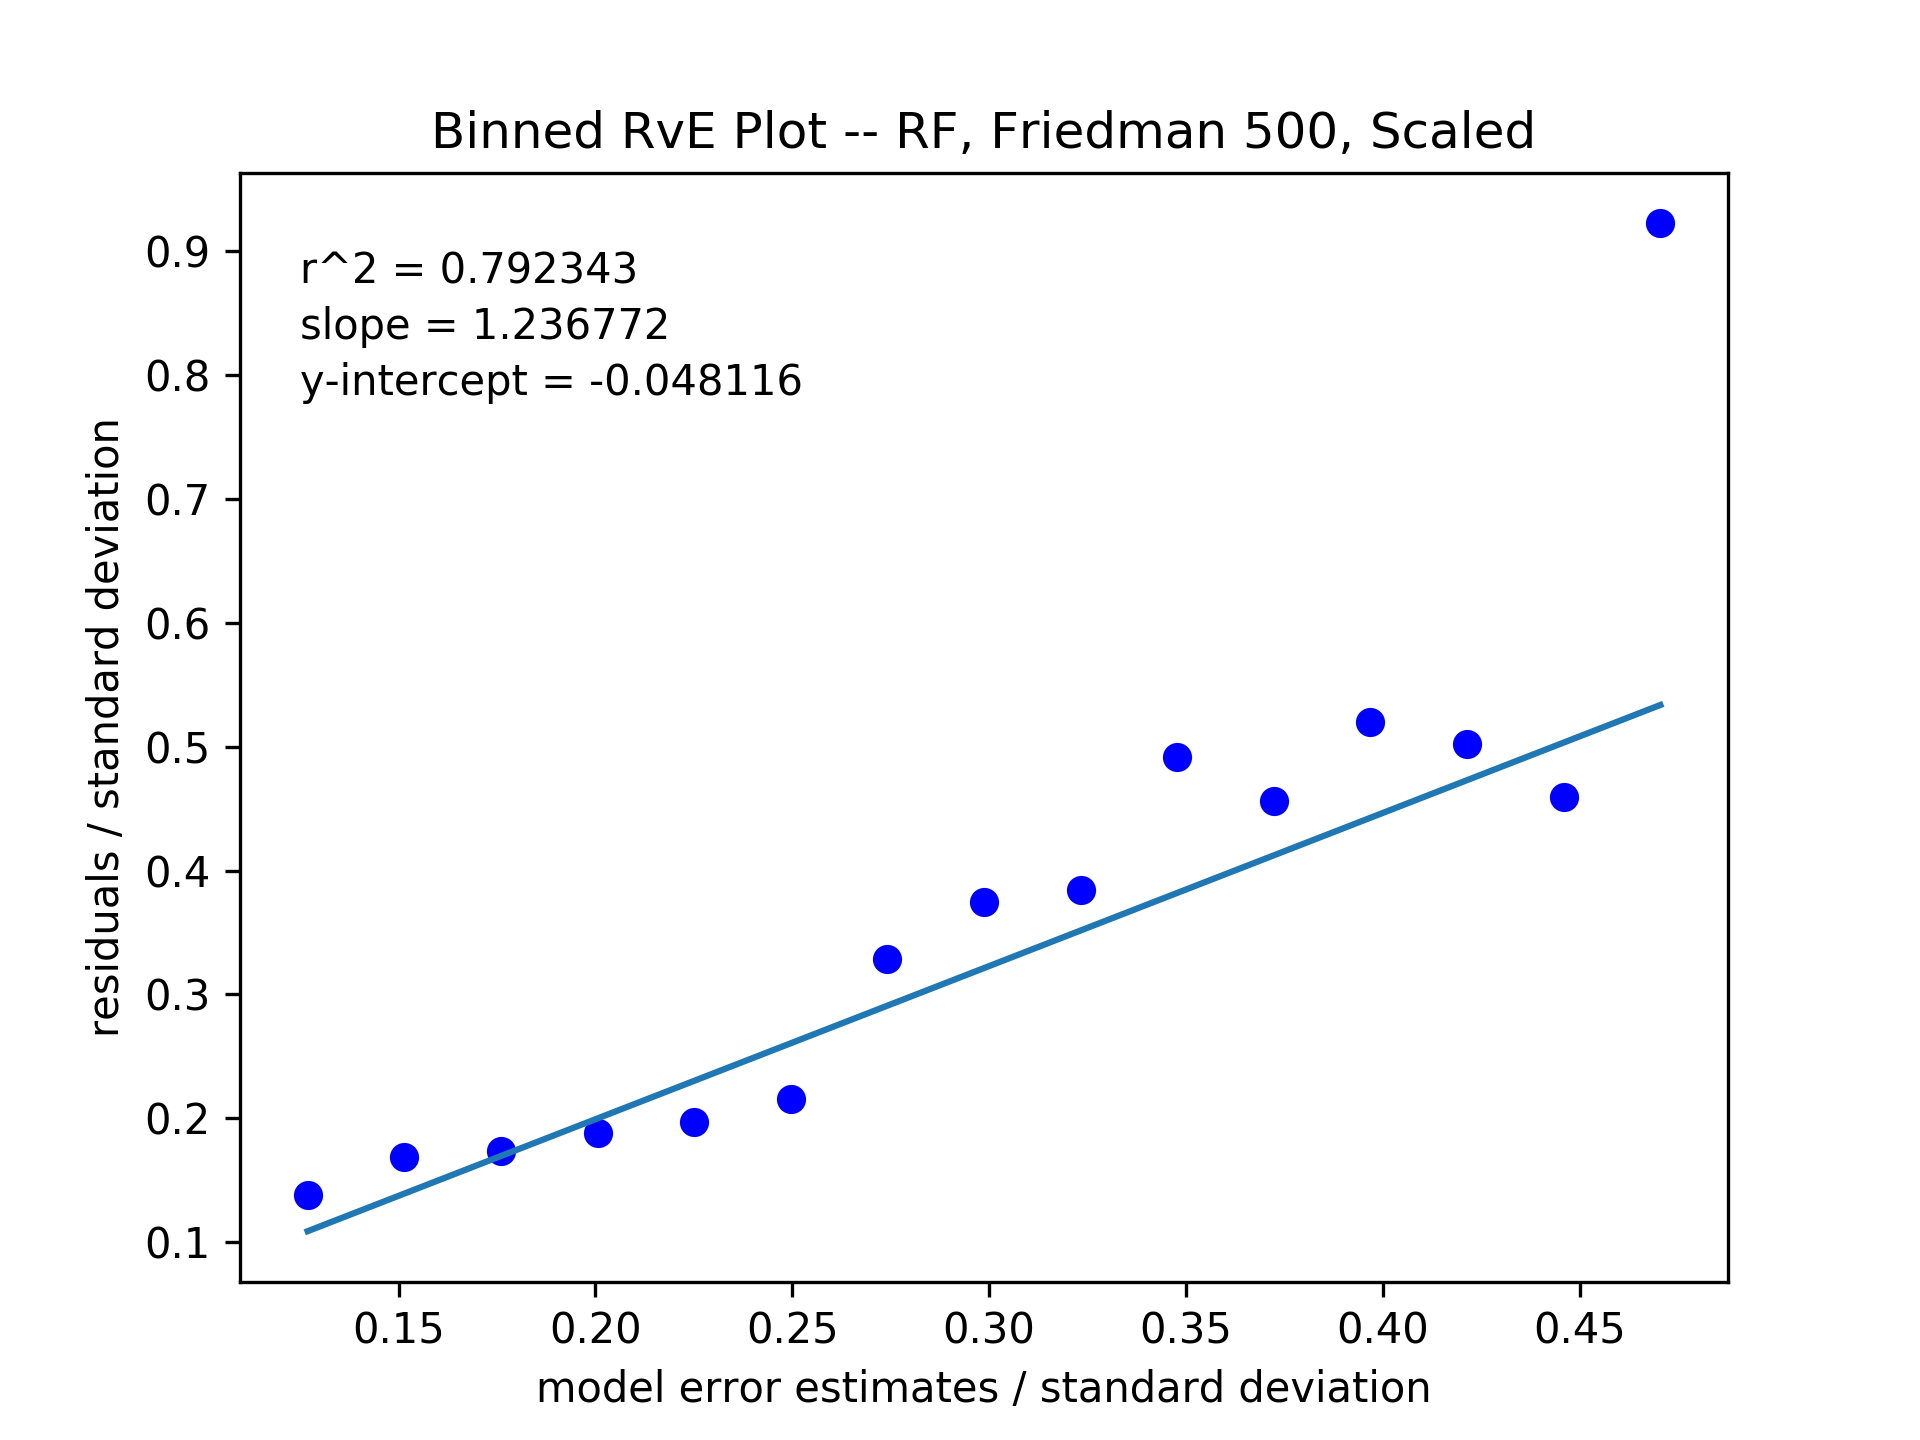 Binned RvE Plot -- RF, Friedman 500, Scaled
r^2 = 0.792343
slope = 1.236772
y-intercept = -0.048116
residuals / standard deviation
0.9
0.8
0.7
0.6
0.5
0.4
0.3
0.2
0.1
0.15 0.20 0.25 0.30 0.35 0.40 0.45
model error estimates / standard deviation